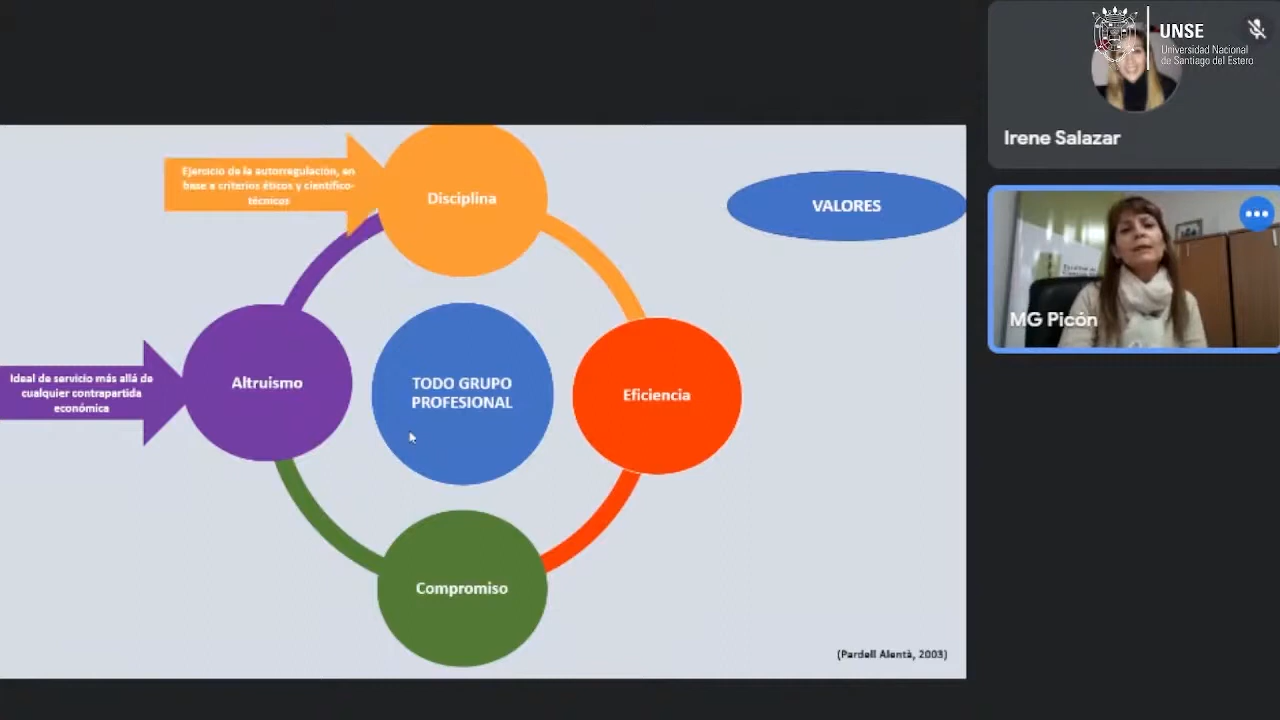 Ejercicio de la autorregulación, en
base a criterios éticos y científico-
técnicos
Disciplina
VALORES
Ideal de servicio más allá de
cualquier contrapartida
económica
Altruismo
TODO GRUPO
PROFESIONAL
Eficiencia
Compromiso
(Pardell Alentà, 2003)
UNSE
Universidad Nacional
de Santiago del Estero
Irene Salazar
MG Picón